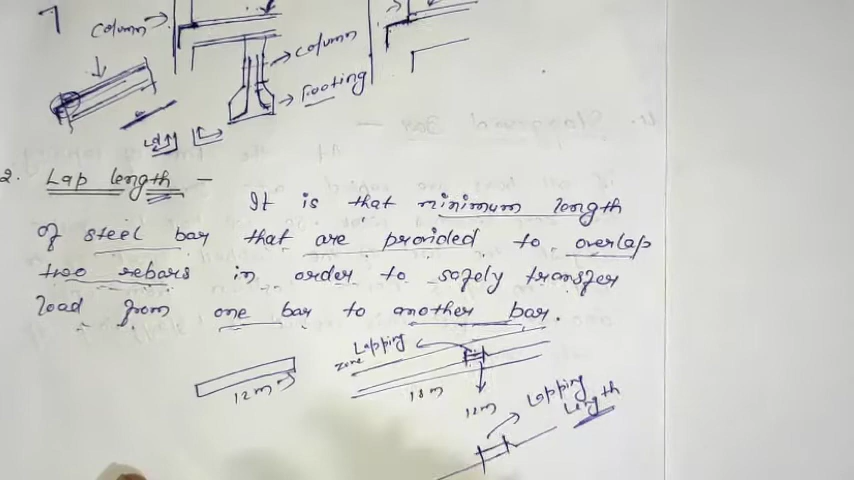 Column
Column
Footing
2. Lap length -
It is that minimum length
of steel bar that are provided to overlap
two rebars in order to safely transfer
load from one bar to another bar.
Lapping
zone
12m
18m
12m
Lapping
Length